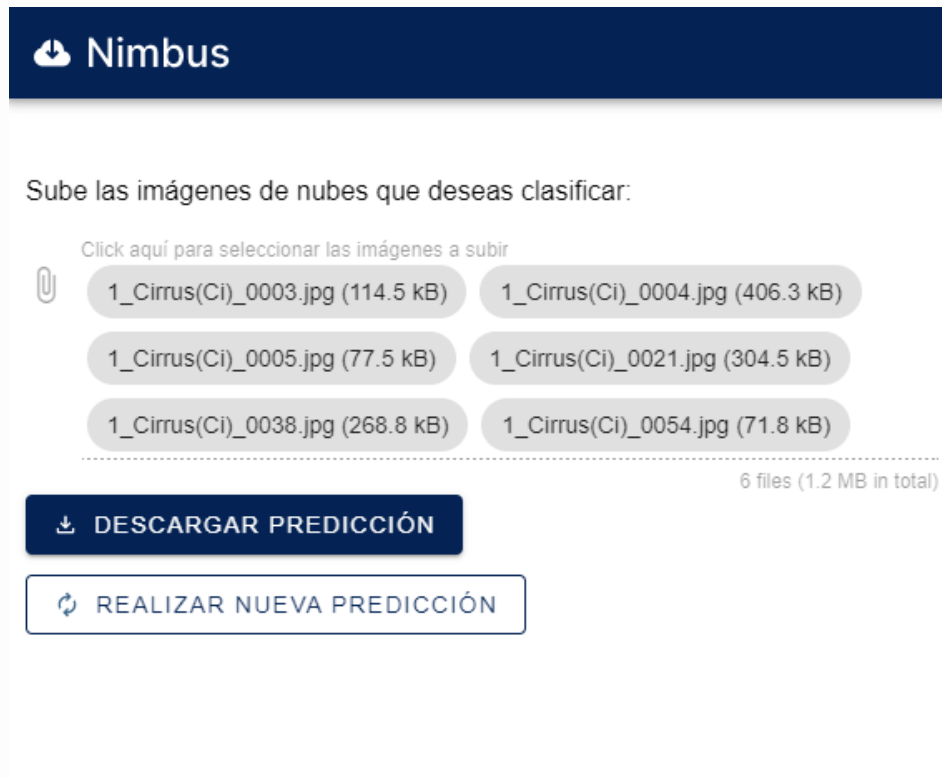 Nimbus
Sube las imágenes de nubes que deseas clasificar:
Click aquí para seleccionar las imágenes a subir
1_Cirrus(Ci)_0003.jpg (114.5 kB) 1_Cirrus(Ci)_0004.jpg (406.3 kB)
1_Cirrus(Ci)_0005.jpg (77.5 kB) 1_Cirrus(Ci)_0021.jpg (304.5 kB)
1_Cirrus(Ci)_0038.jpg (268.8 kB) 1_Cirrus(Ci)_0054.jpg (71.8 kB)
6 files (1.2 MB in total)
DESCARGAR PREDICCIÓN
REALIZAR NUEVA PREDICCIÓN